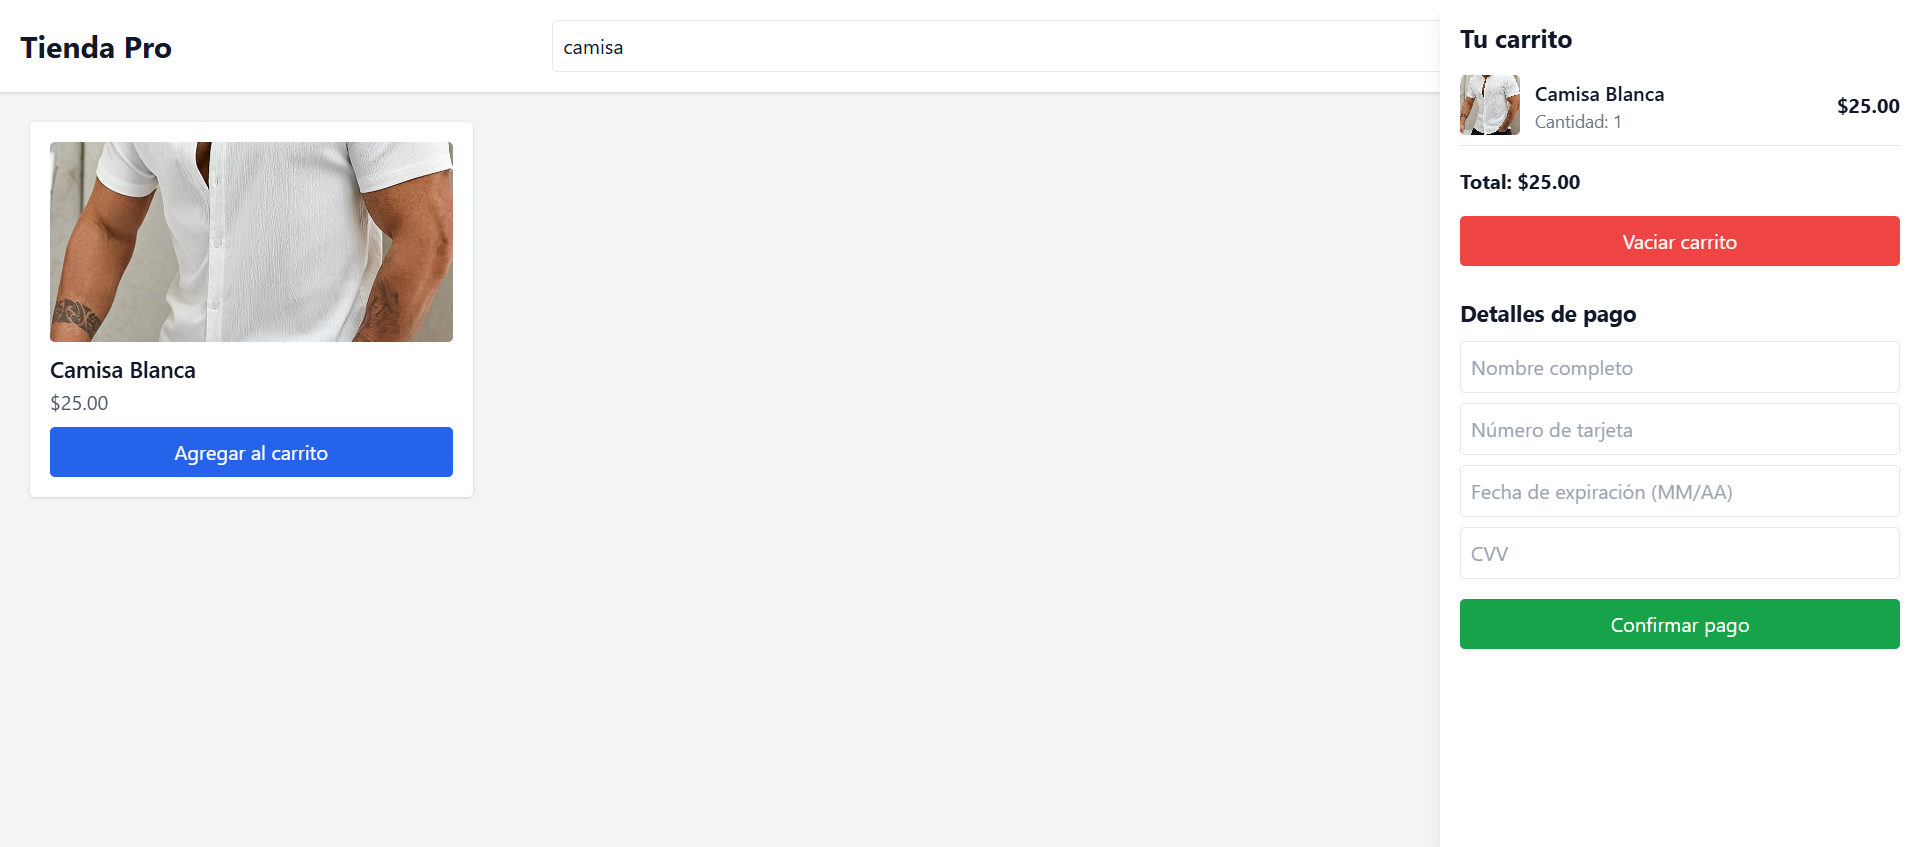 Tienda Pro
camisa
Camisa Blanca
$25.00
Agregar al carrito
Tu carrito
Camisa Blanca
Cantidad: 1
$25.00
Total: $25.00
Vaciar carrito
Detalles de pago
Nombre completo
Número de tarjeta
Fecha de expiración (MM/AA)
CVV
Confirmar pago